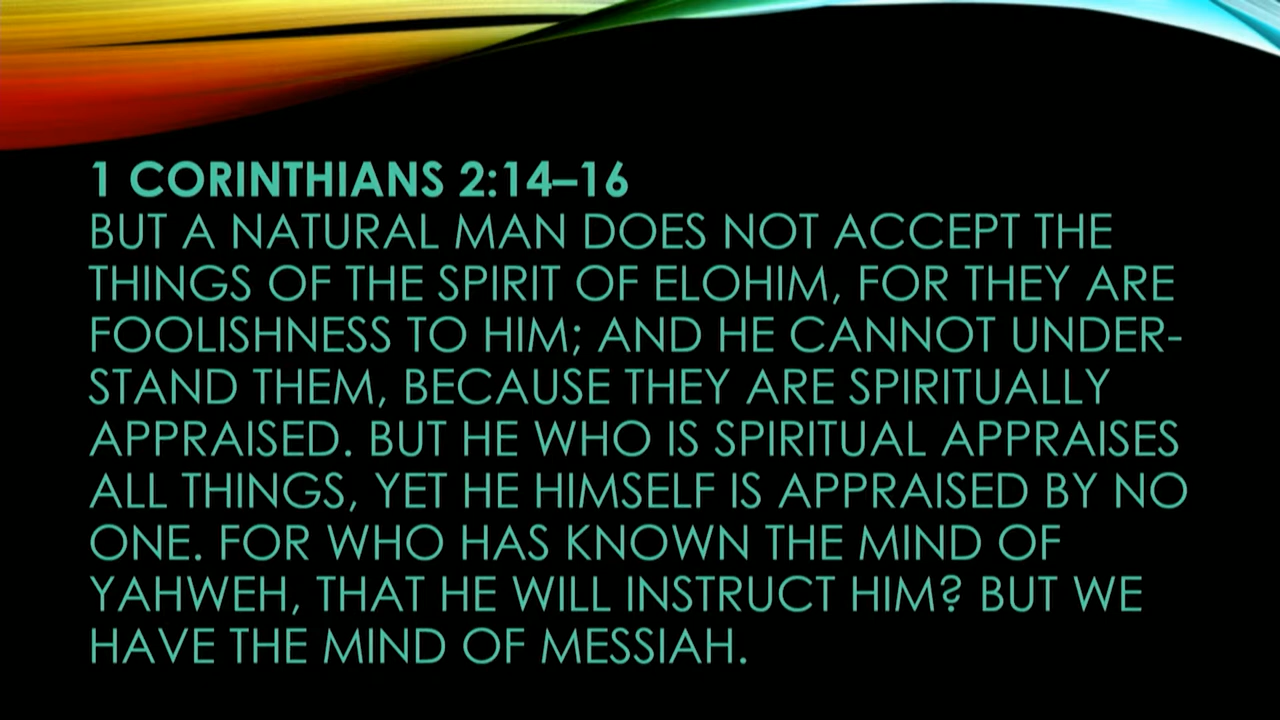 1 CORINTHIANS 2:14–16
BUT A NATURAL MAN DOES NOT ACCEPT THE
THINGS OF THE SPIRIT OF ELOHIM, FOR THEY ARE
FOOLISHNESS TO HIM; AND HE CANNOT UNDER-
STAND THEM, BECAUSE THEY ARE SPIRITUALLY
APPRAISED. BUT HE WHO IS SPIRITUAL APPRAISES
ALL THINGS, YET HE HIMSELF IS APPRAISED BY NO
ONE. FOR WHO HAS KNOWN THE MIND OF
YAHWEH, THAT HE WILL INSTRUCT HIM? BUT WE
HAVE THE MIND OF MESSIAH.